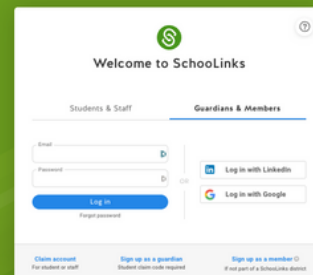 Welcome to SchooLinks
Students & Staff
Guardians & Members
Email
Password
Log in
Forgot password
OR
Log in with LinkedIn
Log in with Google
Claim account
For student or staff
Sign up as a guardian
Student claim code required
Sign up as a member
If not part of a SchooLinks district